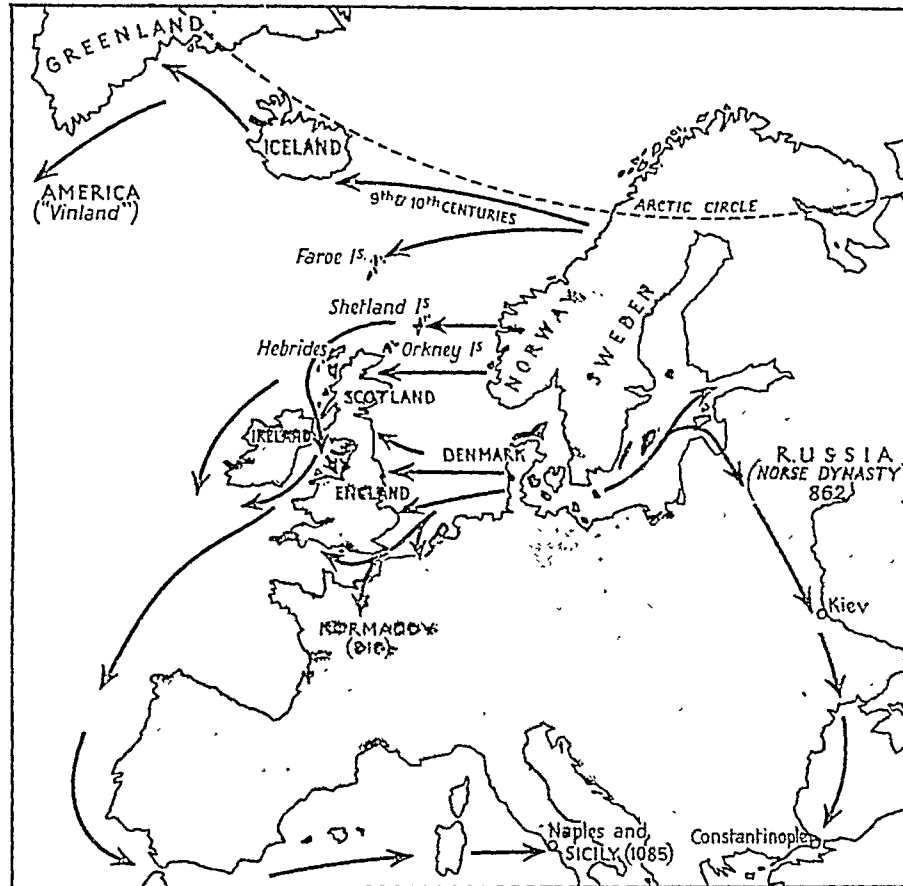 GREENLAND
ICELAND
AMERICA
("Vinland")
9th & 10th CENTURIES
ARCTIC CIRCLE
Faroe Is.
Shetland Is
Hebrides
Orkney Is
NORWAY
SWEDEN
SCOTLAND
IRELAND
DENMARK
ENGLAND
RUSSIA
(NORSE DYNASTY
862)
Kiev
NORMANDY
Naples and
SICILY (1085)
Constantinople